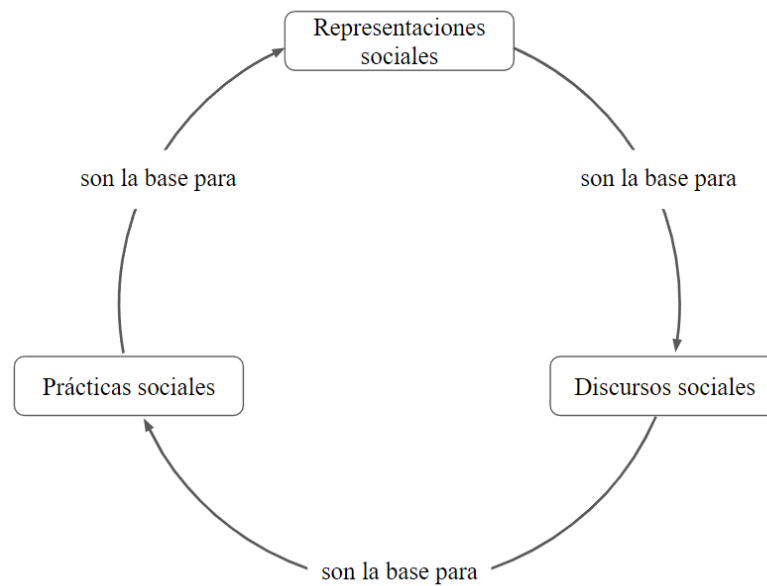 Representaciones
sociales
son la base para
son la base para
Prácticas sociales
Discursos sociales
son la base para